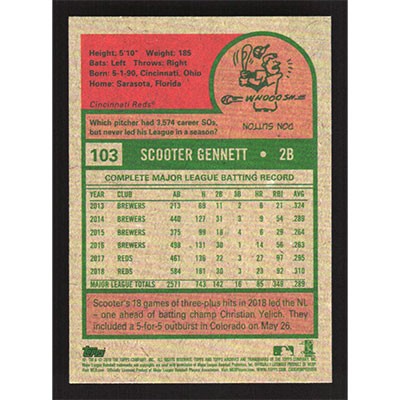 Height: 5'10" Weight: 185
Bats: Left Throws: Right
Born: 5-1-90, Cincinnati, Ohio
Home: Sarasota, Florida
Cincinnati Reds®
WHOOOSH
Which pitcher had 3,574 career SOs,
but never led his League in a season?
DON SUTTON
103 SCOOTER GENNETT • 2B
COMPLETE MAJOR LEAGUE BATTING RECORD
YEAR CLUB AB R 2B 3B HR RBI AVG
2013 BREWERS 213 69 11 2 6 21 324
2014 BREWERS 440 127 31 3 9 54 289
2015 BREWERS 375 99 18 4 6 29 264
2016 BREWERS 498 131 30 1 14 56 263
2017 REDS 461 136 22 3 27 97 295
2018 REDS 584 181 30 3 23 92 310
MAJOR LEAGUE TOTALS 2571 743 142 16 85 349 289
Scooter's 18 games of three-plus hits in 2018 led the NL
– one ahead of batting champ Christian Yelich. They
included a 5-for-5 outburst in Colorado on May 26.
Topps